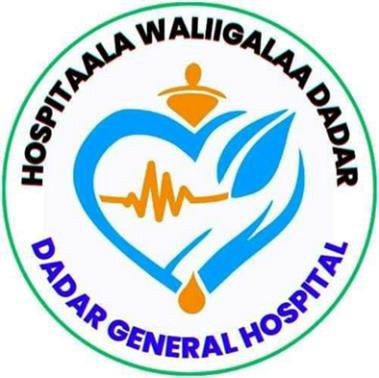 HOSPITAALA WALIIGALAA DADAR
DADAR GENERAL HOSPITAL